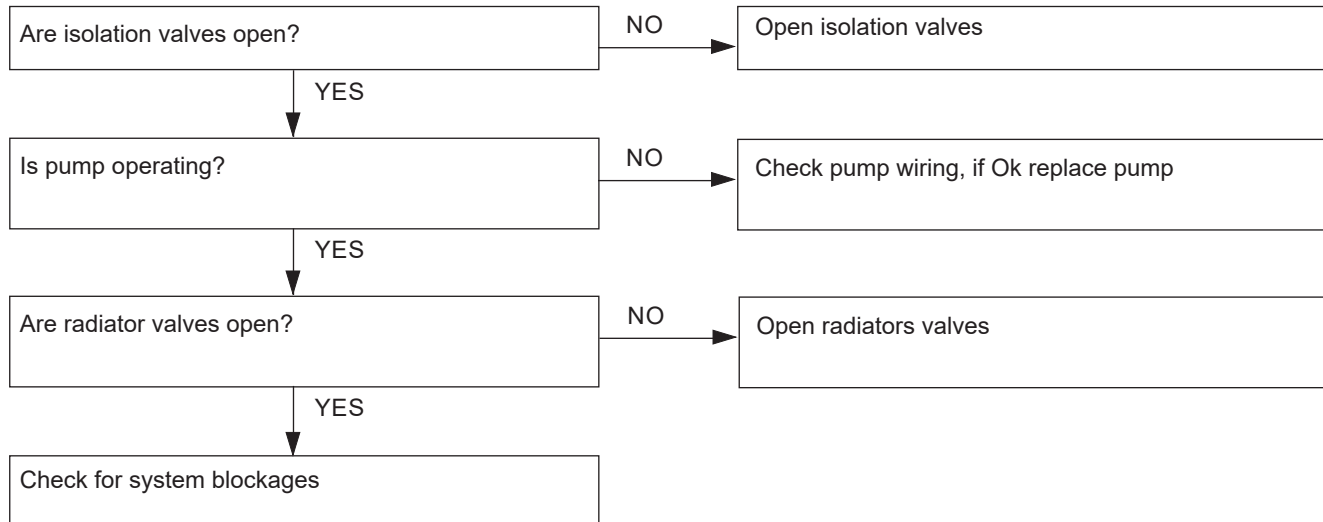 Are isolation valves open?
NO
Open isolation valves
YES
Is pump operating?
NO
Check pump wiring, if Ok replace pump
YES
Are radiator valves open?
NO
Open radiators valves
YES
Check for system blockages